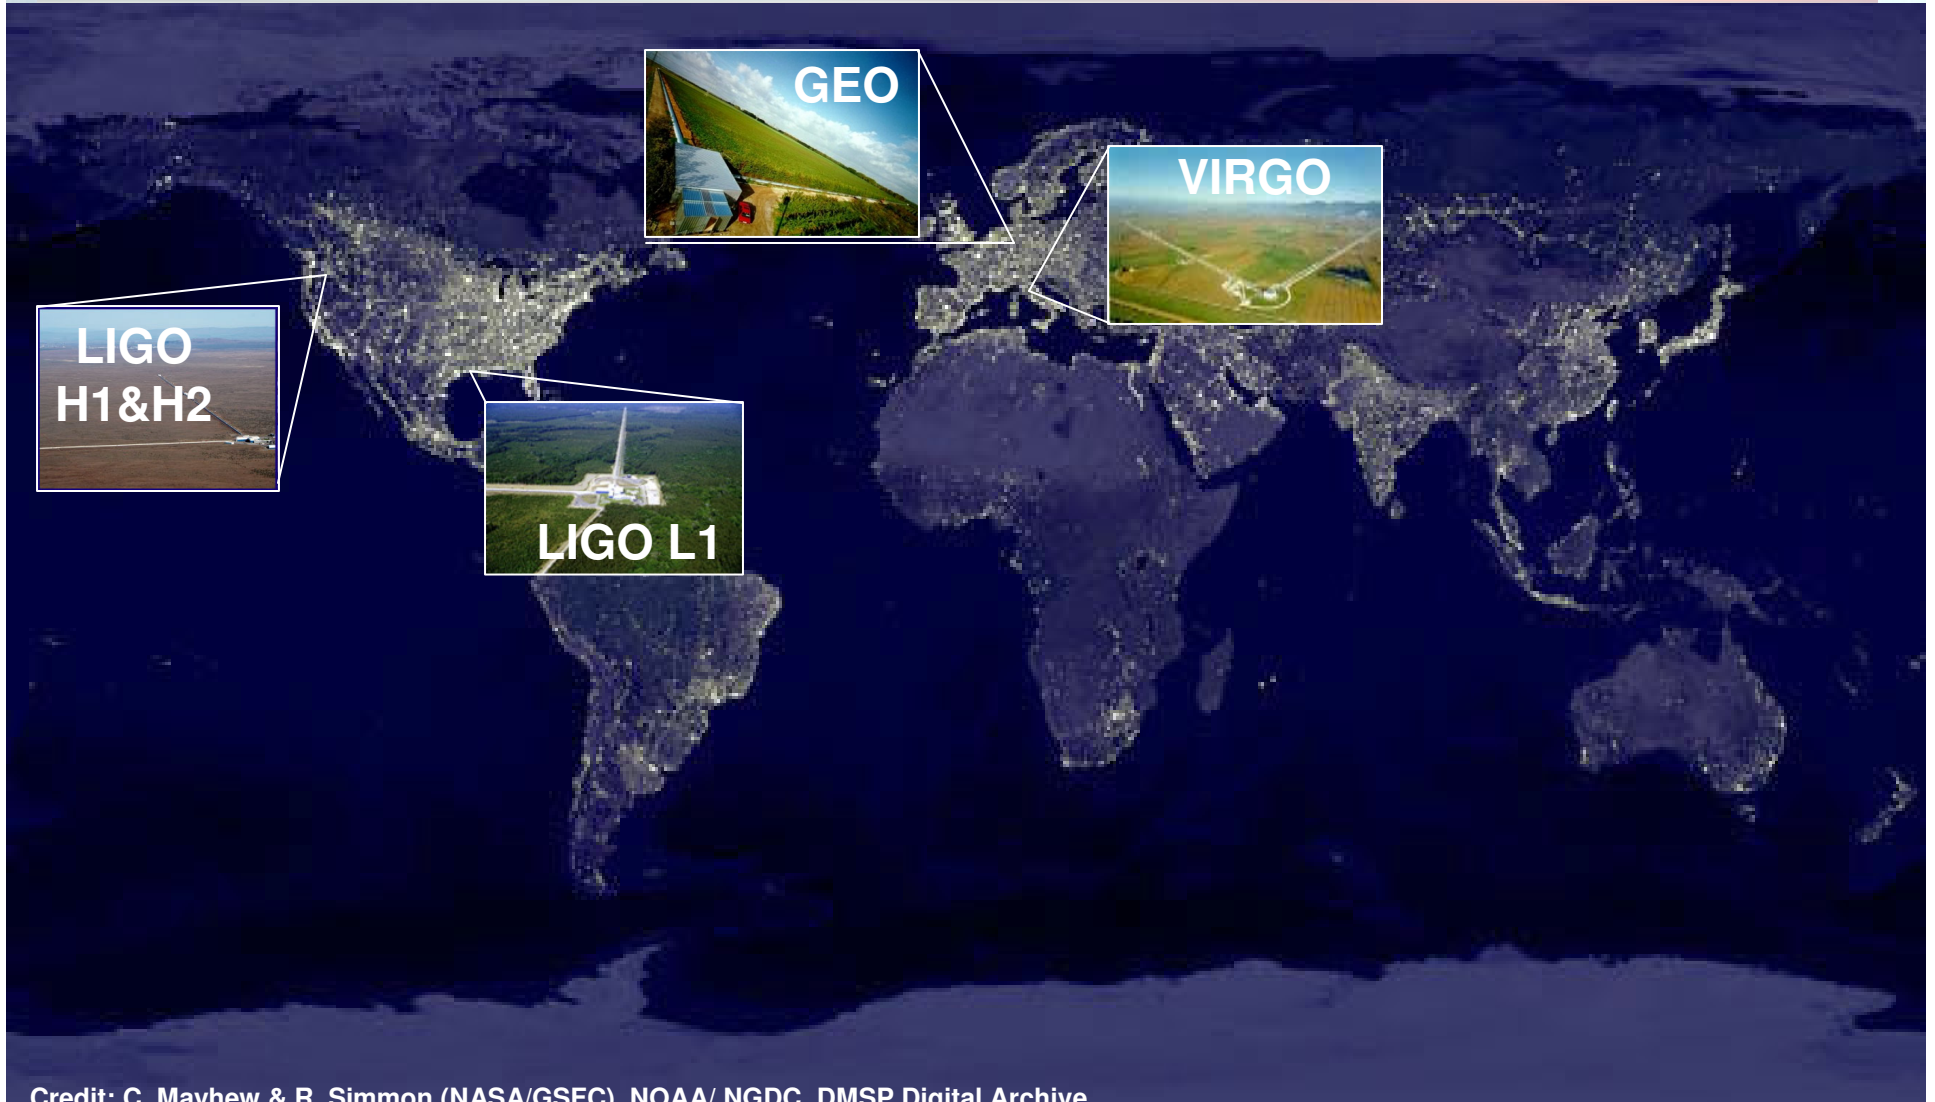 GEO
VIRGO
LIGO
H1&H2
LIGO L1
Credit: C. Mayhew & R. Simmon (NASA/GSFC), NOAA/ NGDC, DMSP Digital Archive